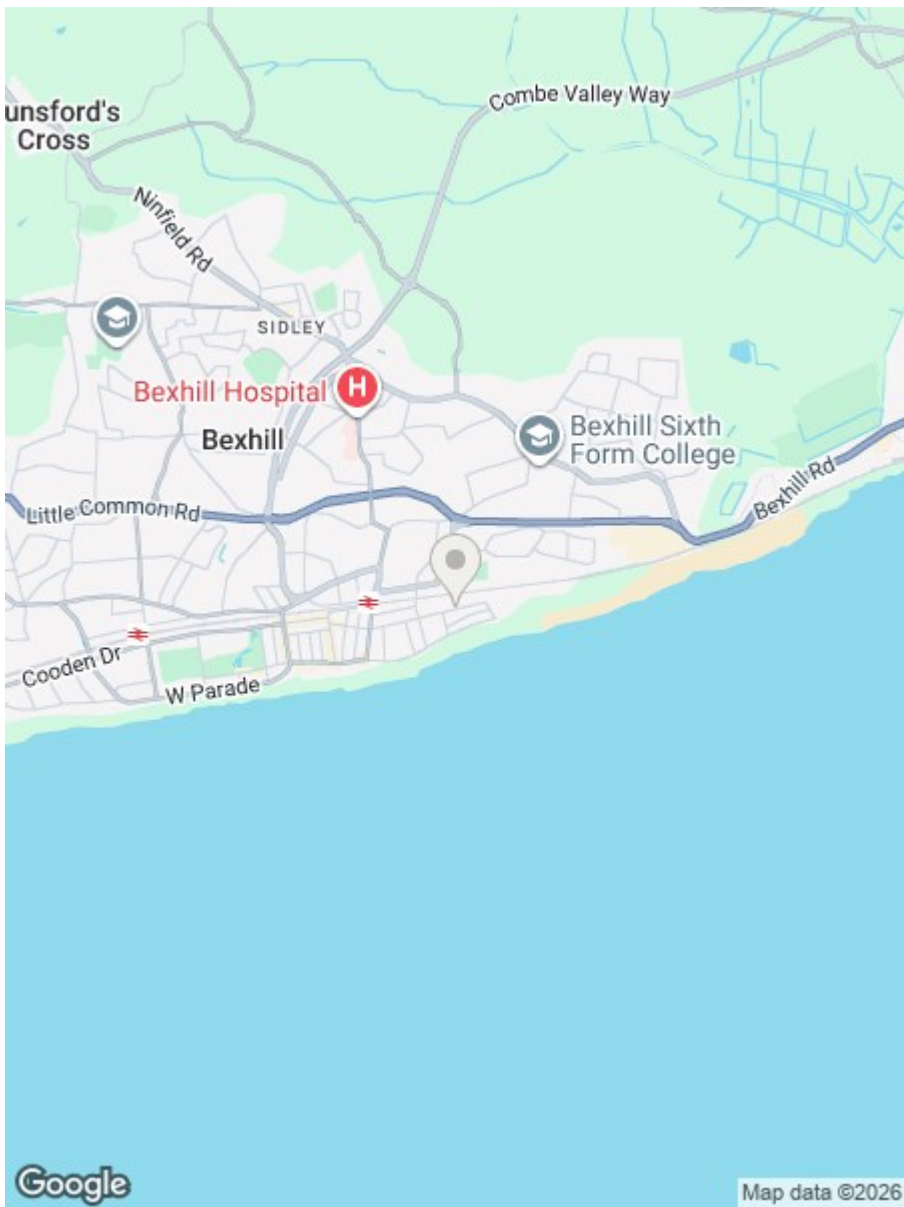 Combe Valley Way
unsford's
Cross
Ninfield Rd
SIDLEY
Bexhill Hospital
H
Bexhill
Bexhill Sixth
Form College
Bexhill Rd
Little Common Rd
Cooden Dr
W Parade
Google
Map data ©2026